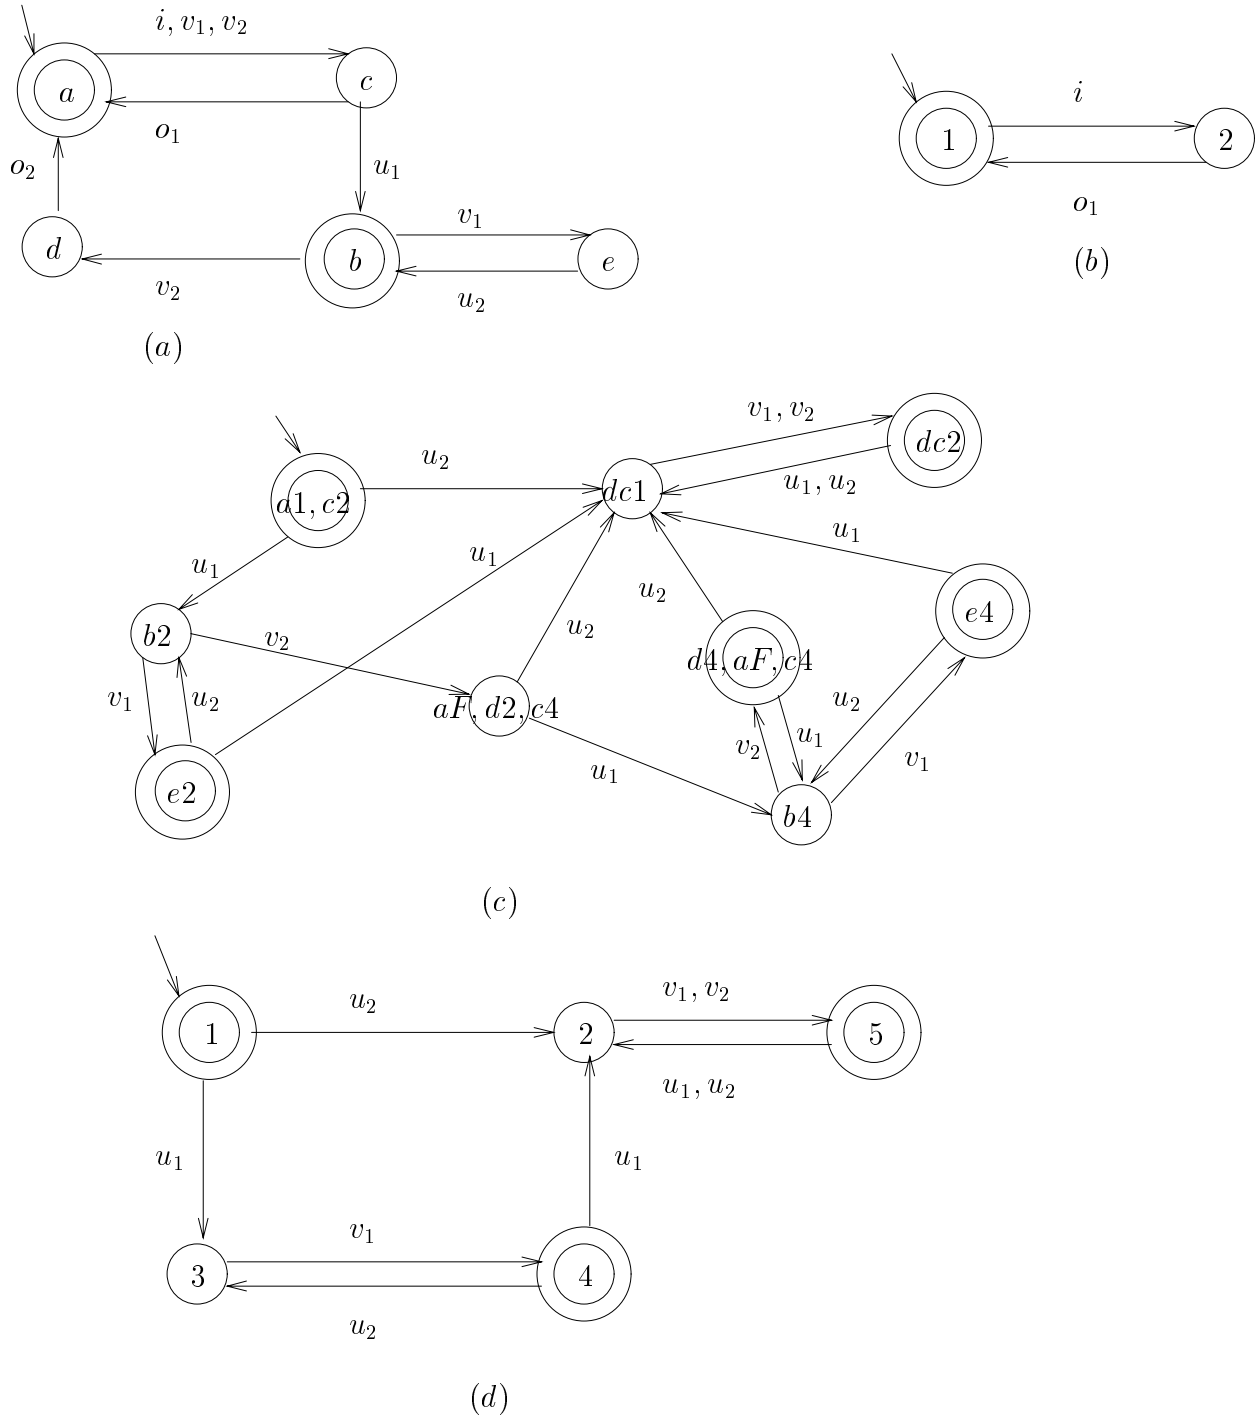 i, v₁, v₂
a
c
o₁
o₂
u₁
v₁
d
b
e
v₂
u₂
(a)
i
1
2
o₁
(b)
v₁, v₂
u₂
dc2
a1, c2
dc1
u₁, u₂
u₁
u₁
u₁
u₂
e4
b2
v₂
u₂
d4, aF, c4
v₁
u₂
aF, d2, c4
u₂
v₂
u₁
v₁
u₁
e2
b4
(c)
u₂
v₁, v₂
1
2
5
u₁, u₂
u₁
u₁
v₁
3
4
u₂
(d)